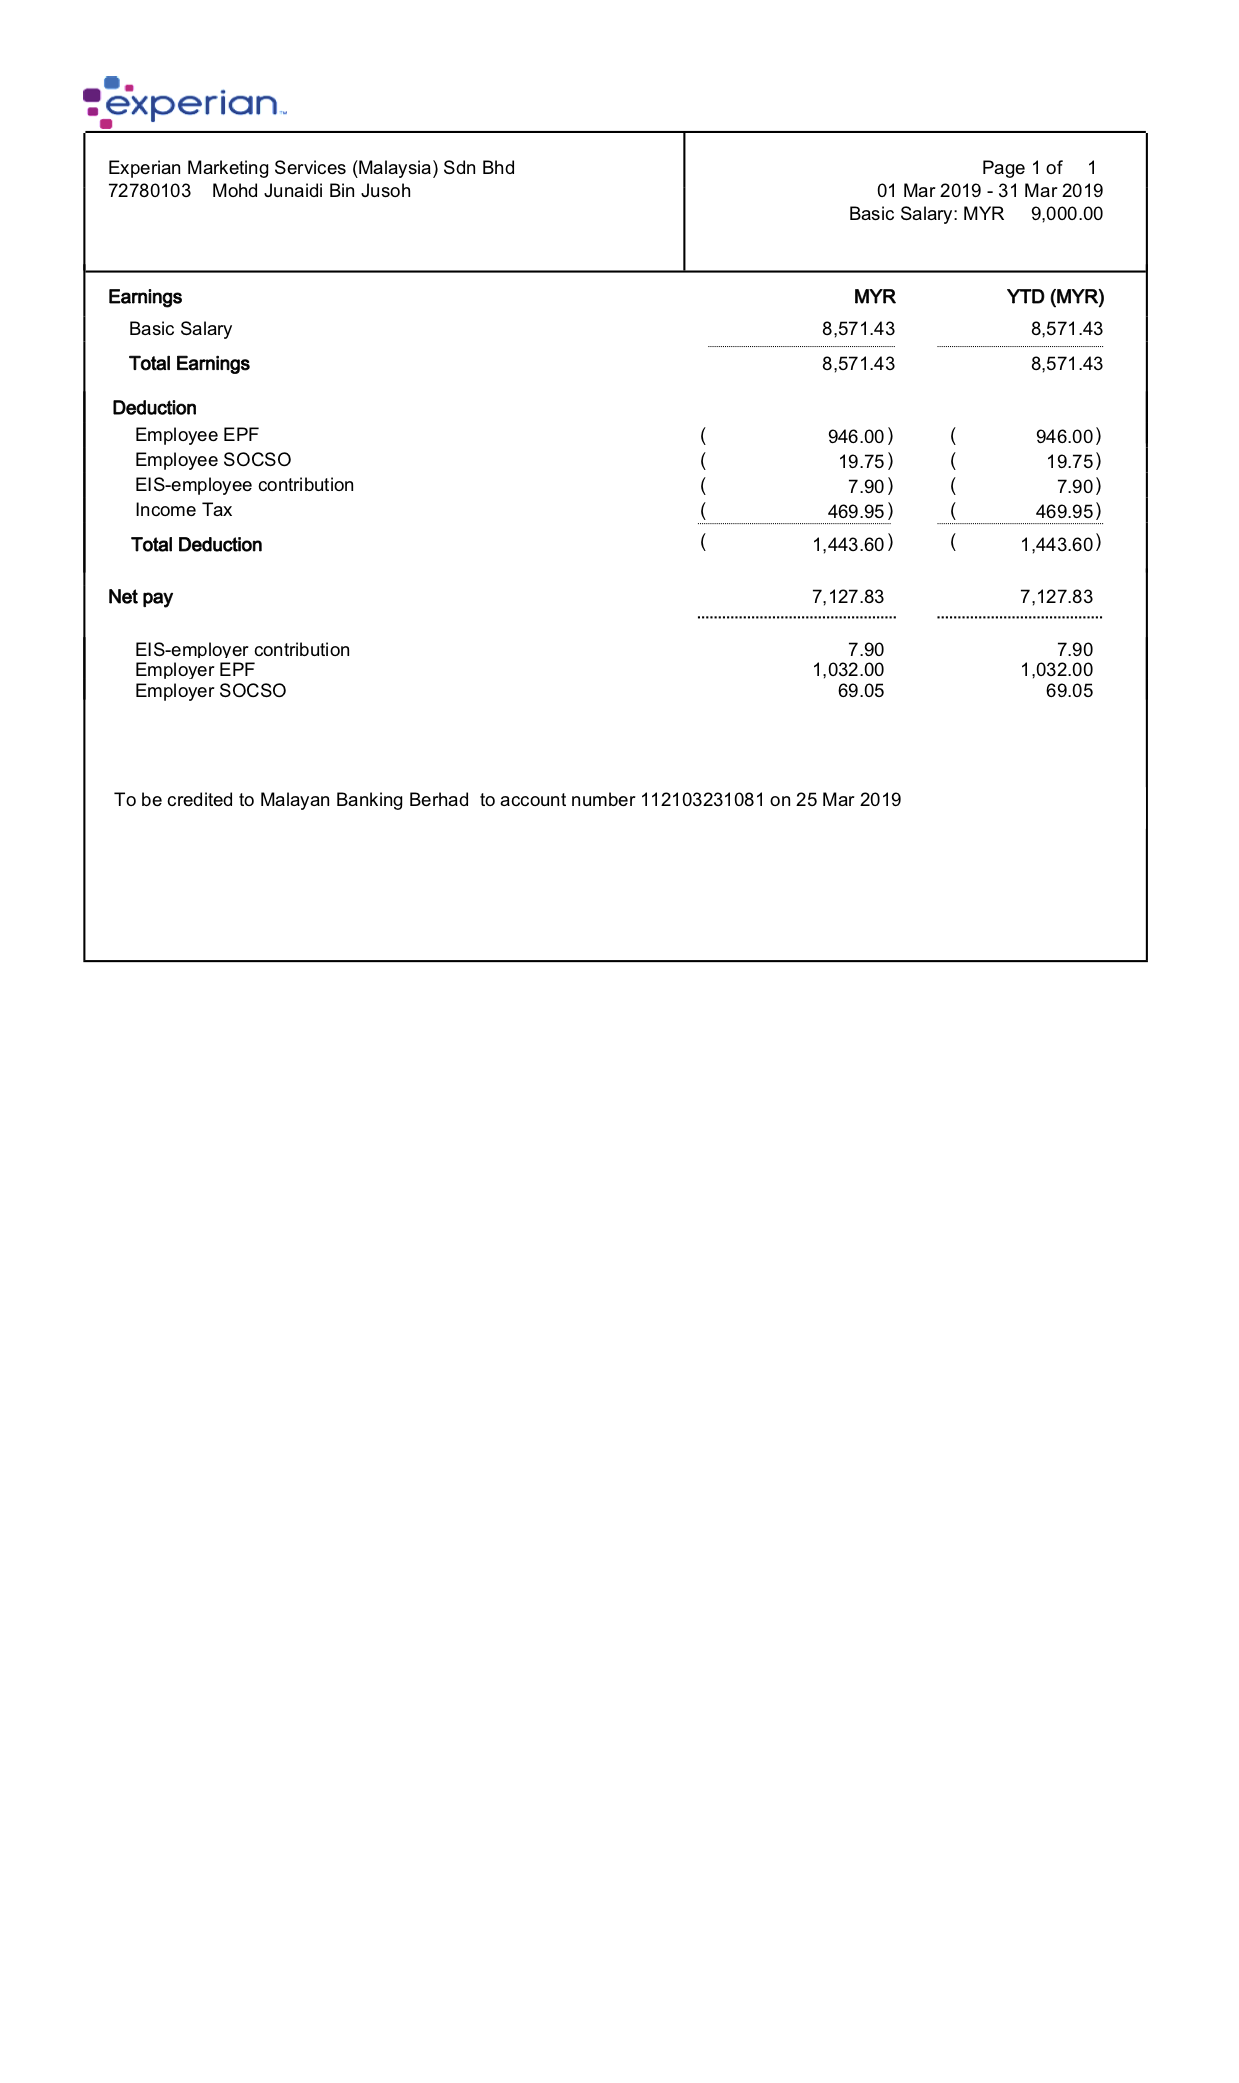 experian™
Experian Marketing Services (Malaysia) Sdn Bhd Page 1 of 1
72780103 Mohd Junaidi Bin Jusoh 01 Mar 2019 - 31 Mar 2019
Basic Salary: MYR 9,000.00
Earnings MYR YTD (MYR)
Basic Salary 8,571.43 8,571.43
Total Earnings 8,571.43 8,571.43
Deduction
Employee EPF ( 946.00 ) ( 946.00 )
Employee SOCSO ( 19.75 ) ( 19.75 )
EIS-employee contribution ( 7.90 ) ( 7.90 )
Income Tax ( 469.95 ) ( 469.95 )
Total Deduction ( 1,443.60 ) ( 1,443.60 )
Net pay 7,127.83 7,127.83
EIS-employer contribution 7.90 7.90
Employer EPF 1,032.00 1,032.00
Employer SOCSO 69.05 69.05
To be credited to Malayan Banking Berhad to account number 112103231081 on 25 Mar 2019